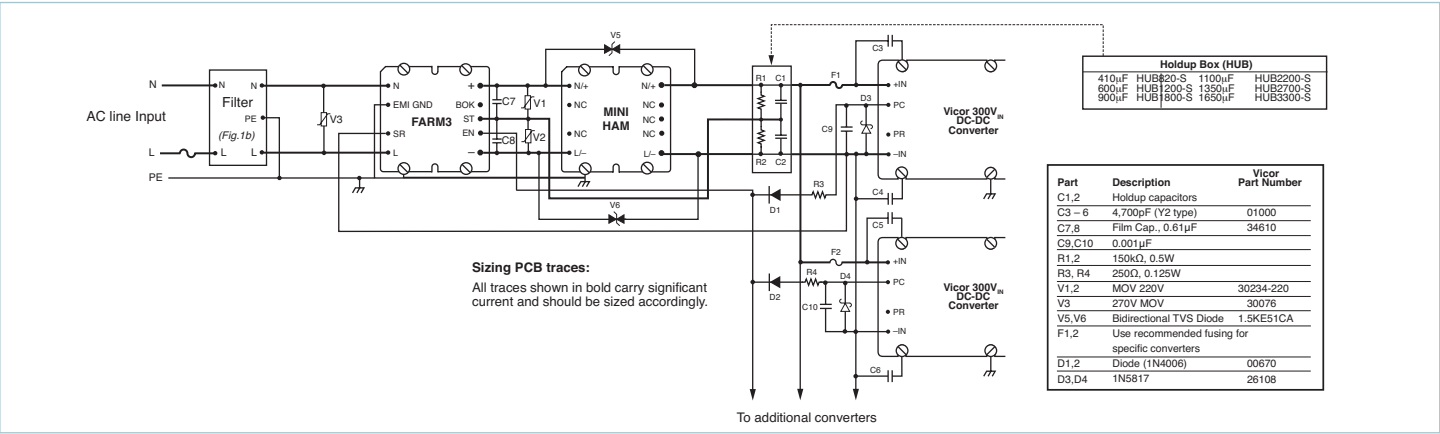 AC line Input
N
L
PE
N
N
Filter
PE
(Fig.1b)
L
L
V3
N
EMI GND
SR
L
FARM3
+
BOK
ST
EN
–
C7
C8
V1
V2
V5
V6
N/+
NC
NC
L/–
MINI
HAM
N/+
NC
NC
NC
L/–
R1
C1
R2
C2
F1
C3
D3
C9
+IN
PC
PR
–IN
Vicor 300VIN
DC-DC
Converter
C4
D1
R3
C5
F2
D2
R4
D4
C10
+IN
PC
PR
–IN
Vicor 300VIN
DC-DC
Converter
C6
To additional converters
Sizing PCB traces:
All traces shown in bold carry significant
current and should be sized accordingly.
Holdup Box (HUB)
410µF HUB820-S 1100µF HUB2200-S
600µF HUB1200-S 1350µF HUB2700-S
900µF HUB1800-S 1650µF HUB3300-S
Part Description Vicor Part Number
C1,2 Holdup capacitors
C3 – 6 4,700pF (Y2 type) 01000
C7,8 Film Cap., 0.61µF 34610
C9,C10 0.001µF
R1,2 150kΩ, 0.5W
R3, R4 250Ω, 0.125W
V1,2 MOV 220V 30234-220
V3 270V MOV 30076
V5,V6 Bidirectional TVS Diode 1.5KE51CA
F1,2 Use recommended fusing for
specific converters
D1,2 Diode (1N4006) 00670
D3,D4 1N5817 26108